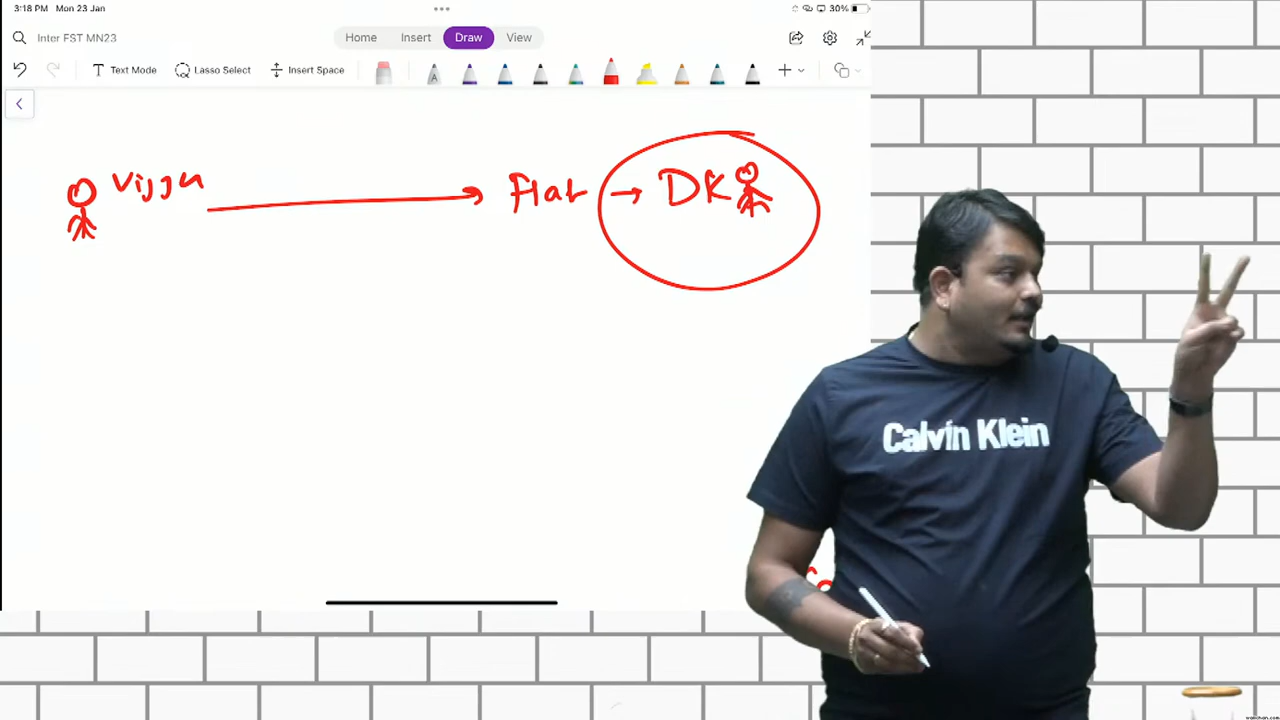 3:18 PM Mon 23 Jan
30%
Inter FST MN23
Home Insert Draw View
Text Mode Lasso Select Insert Space
A
Vijju → Flat → DK
Calvin Klein